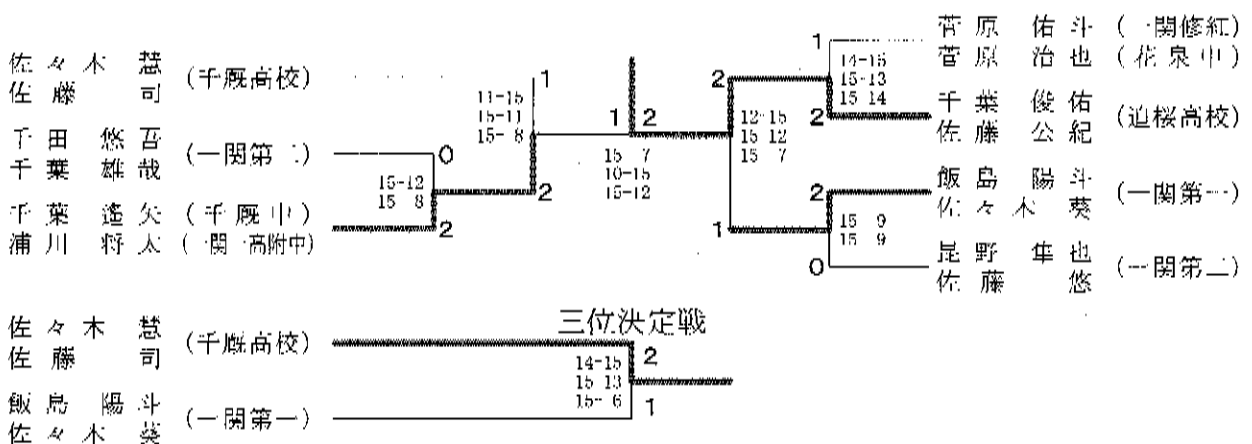 佐々木 慧
佐藤 司
(千厩高校)
千田 悠吾
千葉 雄哉
(一関第二)
千葉 遙矢 (千厩中)
浦川 将太 (一関一高附中)
0
15-12
15 8
2
1
11-15
15-11
15- 8
2
1 2
15 7
10-15
15-12
2
12-15
15 12
15 7
1
菅原 佑斗 (一関修紅)
菅原 治也 (花泉中)
1
14-15
15-13
15 14
2
千葉 俊佑
佐藤 公紀
(迫桜高校)
飯島 陽斗
佐々木 葵
(一関第一)
2
15 9
15 9
0
昆野 隼也
佐藤 悠
(一関第二)
三位決定戦
佐々木 慧
佐藤 司
(千厩高校)
2
14-15
15 13
15- 6
1
飯島 陽斗
佐々木 葵
(一関第一)